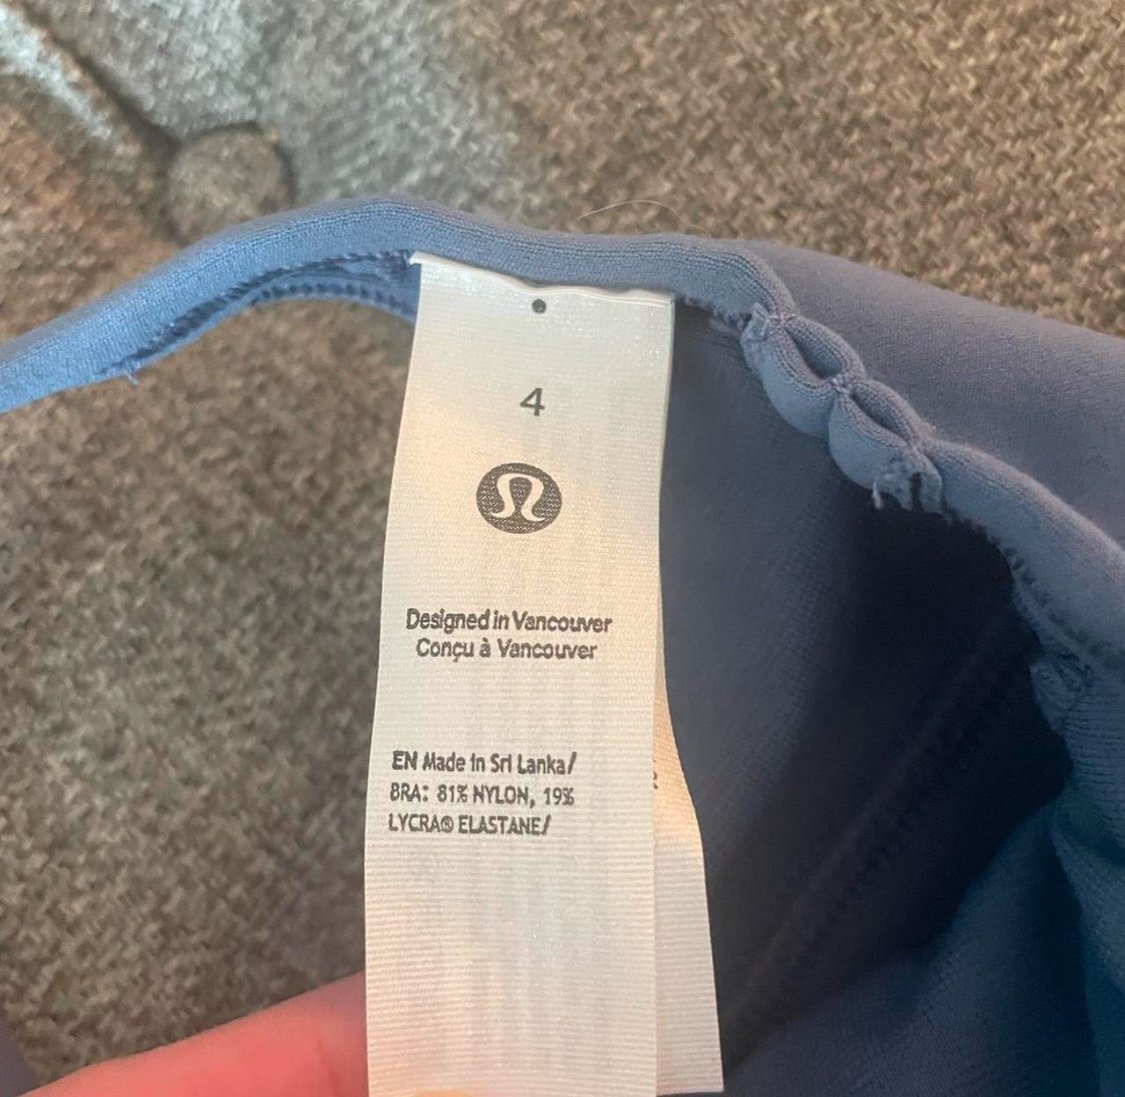 4
Designed in Vancouver
Conçu à Vancouver
EN Made in Sri Lanka/
BRA: 81% NYLON, 19%
LYCRA® ELASTANE/